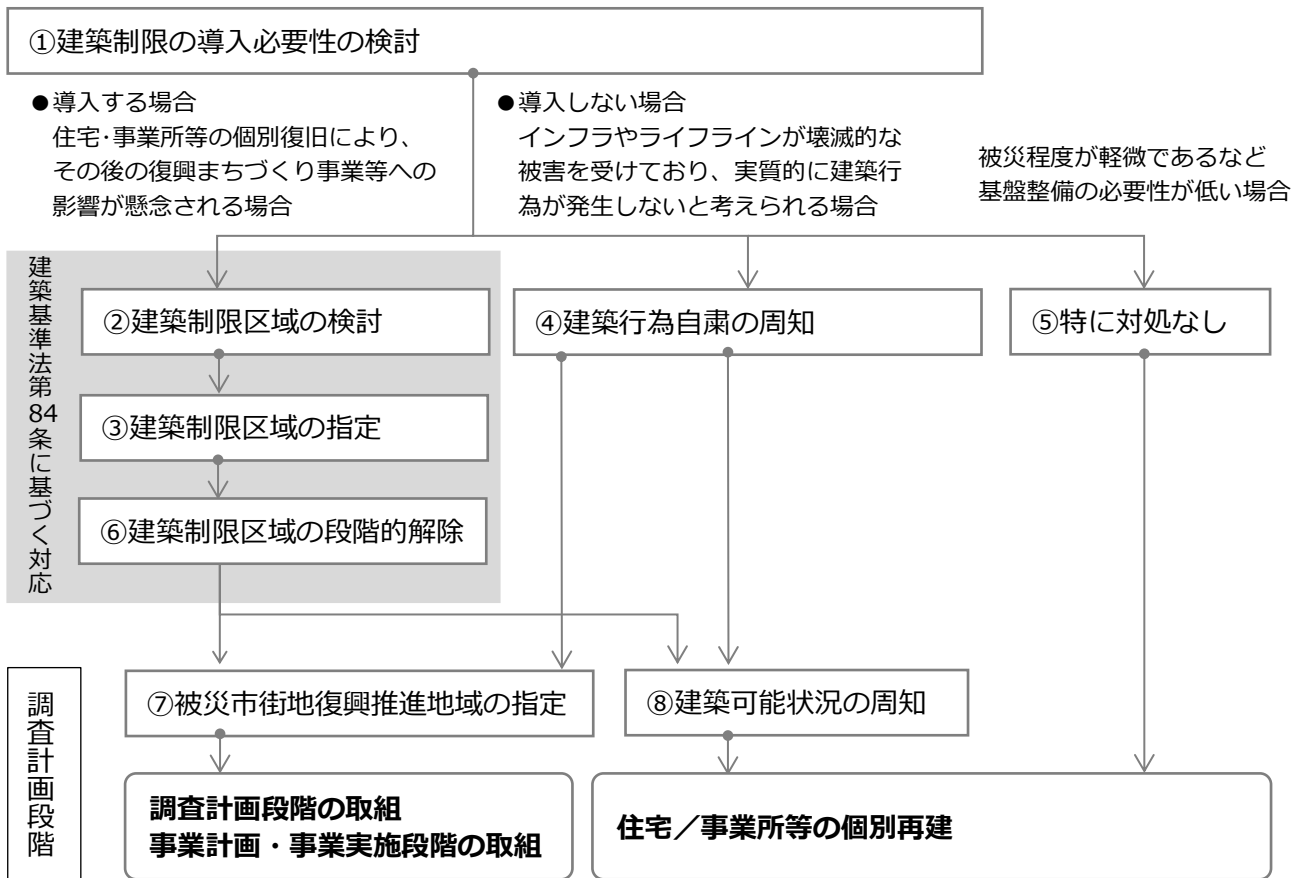 ①建築制限の導入必要性の検討
●導入する場合
住宅･事業所等の個別復旧により、
その後の復興まちづくり事業等への
影響が懸念される場合
●導入しない場合
インフラやライフラインが壊滅的な
被害を受けており、実質的に建築行
為が発生しないと考えられる場合
被災程度が軽微であるなど
基盤整備の必要性が低い場合
建築基準法第84条に基づく対応
②建築制限区域の検討
④建築行為自粛の周知
⑤特に対処なし
③建築制限区域の指定
⑥建築制限区域の段階的解除
調査計画段階
⑦被災市街地復興推進地域の指定
⑧建築可能状況の周知
調査計画段階の取組
事業計画・事業実施段階の取組
住宅／事業所等の個別再建